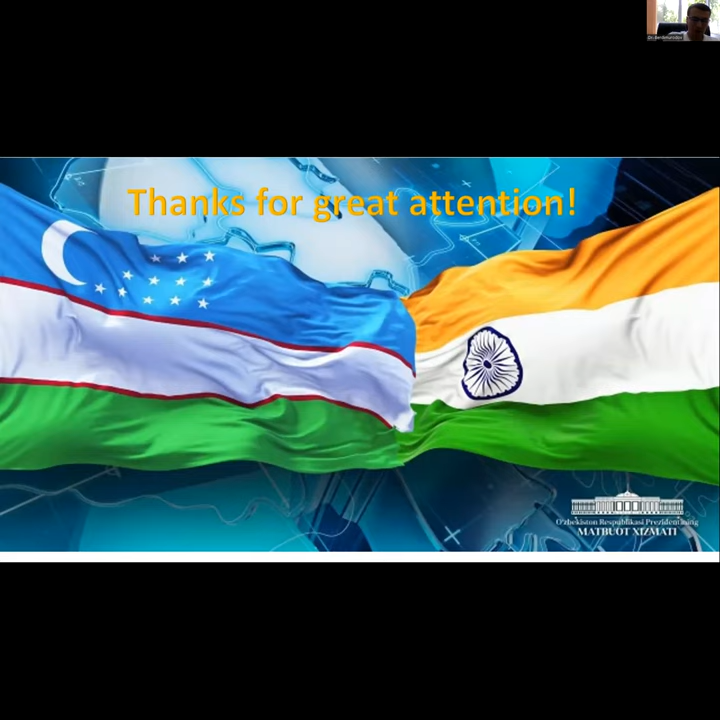 Thanks for great attention!
O'zbekiston Respublikasi Prezidentining
MATBUOT XIZMATI